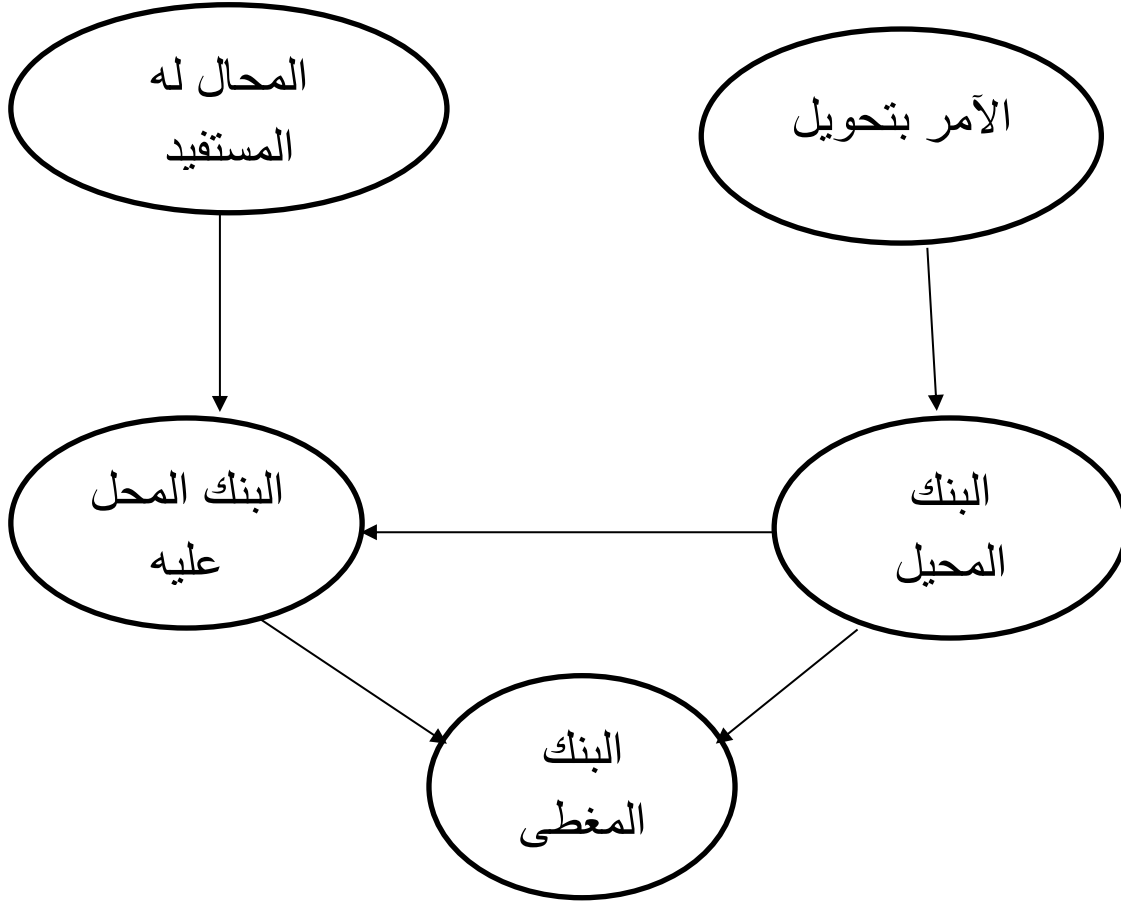 الآمر بتحويل
المحال له
المستفيد
البنك
المحيل
البنك المحل
عليه
البنك
المغطى